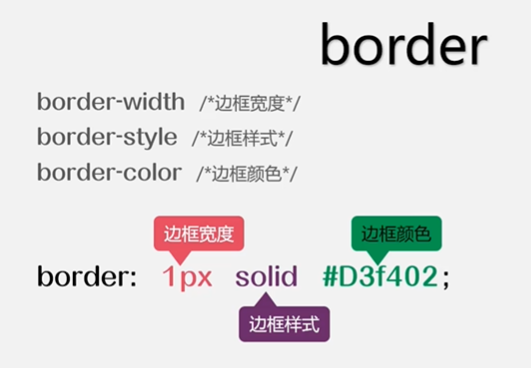 border
border-width /*边框宽度*/
border-style /*边框样式*/
border-color /*边框颜色*/
边框宽度 边框颜色
border: 1px solid #D3f402;
边框样式